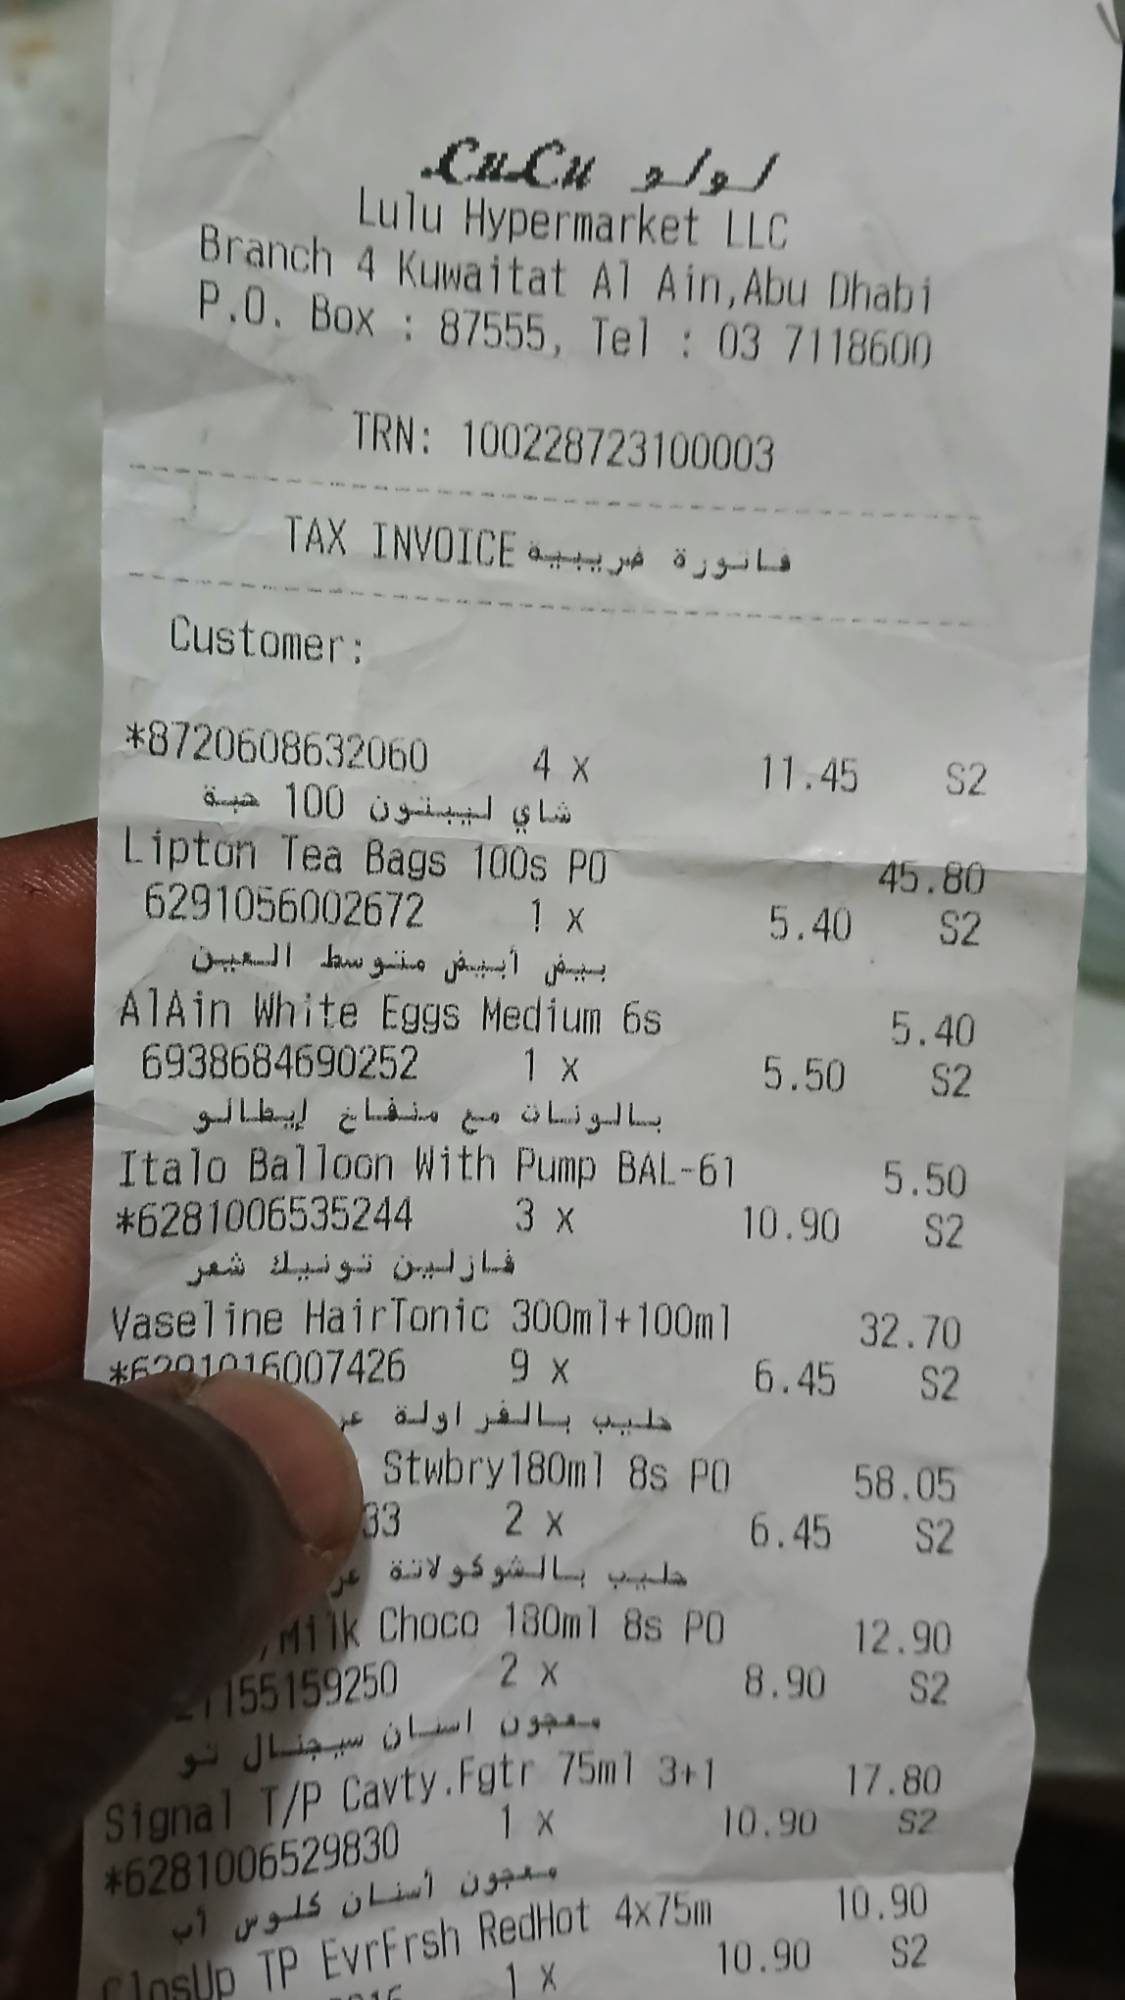 LuLu لولو
Lulu Hypermarket LLC
Branch 4 Kuwaitat Al Ain,Abu Dhabi
P.O. Box : 87555, Tel : 03 7118600
TRN: 100228723100003
TAX INVOICE فاتورة ضريبية
Customer:
*8720608632060 4 x 11.45 S2
شاي ليبتون 100 حبة
Lipton Tea Bags 100s PO 45.80
6291056002672 1 x 5.40 S2
بيض أبيض متوسط العين
AlAin White Eggs Medium 6s 5.40
6938684690252 1 x 5.50 S2
بالونات مع منفاخ إيطالو
Italo Balloon With Pump BAL-61 5.50
*6281006535244 3 x 10.90 S2
فازلين تونيك شعر
Vaseline HairTonic 300ml+100ml 32.70
*6291016007426 9 x 6.45 S2
حليب بالفراولة
Stwbry180ml 8s PO 58.05
33 2 x 6.45 S2
حليب بالشوكولاتة
Milk Choco 180ml 8s PO 12.90
155159250 2 x 8.90 S2
معجون اسنان سيجنال تو
Signal T/P Cavty.Fgtr 75ml 3+1 17.80
*6281006529830 1 x 10.90 S2
معجون أسنان كلوس أب
ClosUp TP EvrFrsh RedHot 4x75m 10.90
1 x 10.90 S2